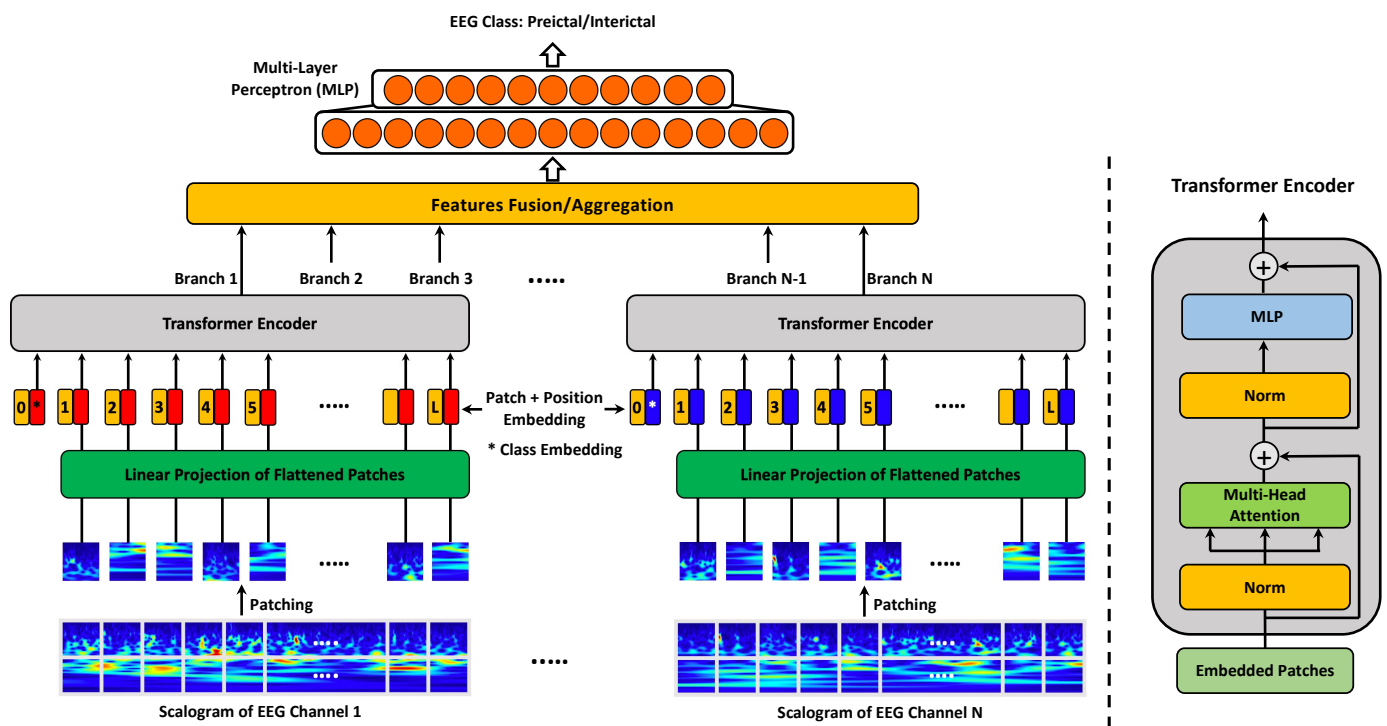 EEG Class: Preictal/Interictal
Multi-Layer
Perceptron (MLP)
Features Fusion/Aggregation
Branch 1
Branch 2
Branch 3
.....
Branch N-1
Branch N
Transformer Encoder
Transformer Encoder
0 * 1 2 3 4 5 ..... L
Patch + Position
Embedding
* Class Embedding
0 * 1 2 3 4 5 ..... L
Linear Projection of Flattened Patches
Linear Projection of Flattened Patches
.....
.....
Patching
Patching
....
....
.....
....
....
Scalogram of EEG Channel 1
Scalogram of EEG Channel N
Transformer Encoder
+
MLP
Norm
+
Multi-Head
Attention
Norm
Embedded Patches